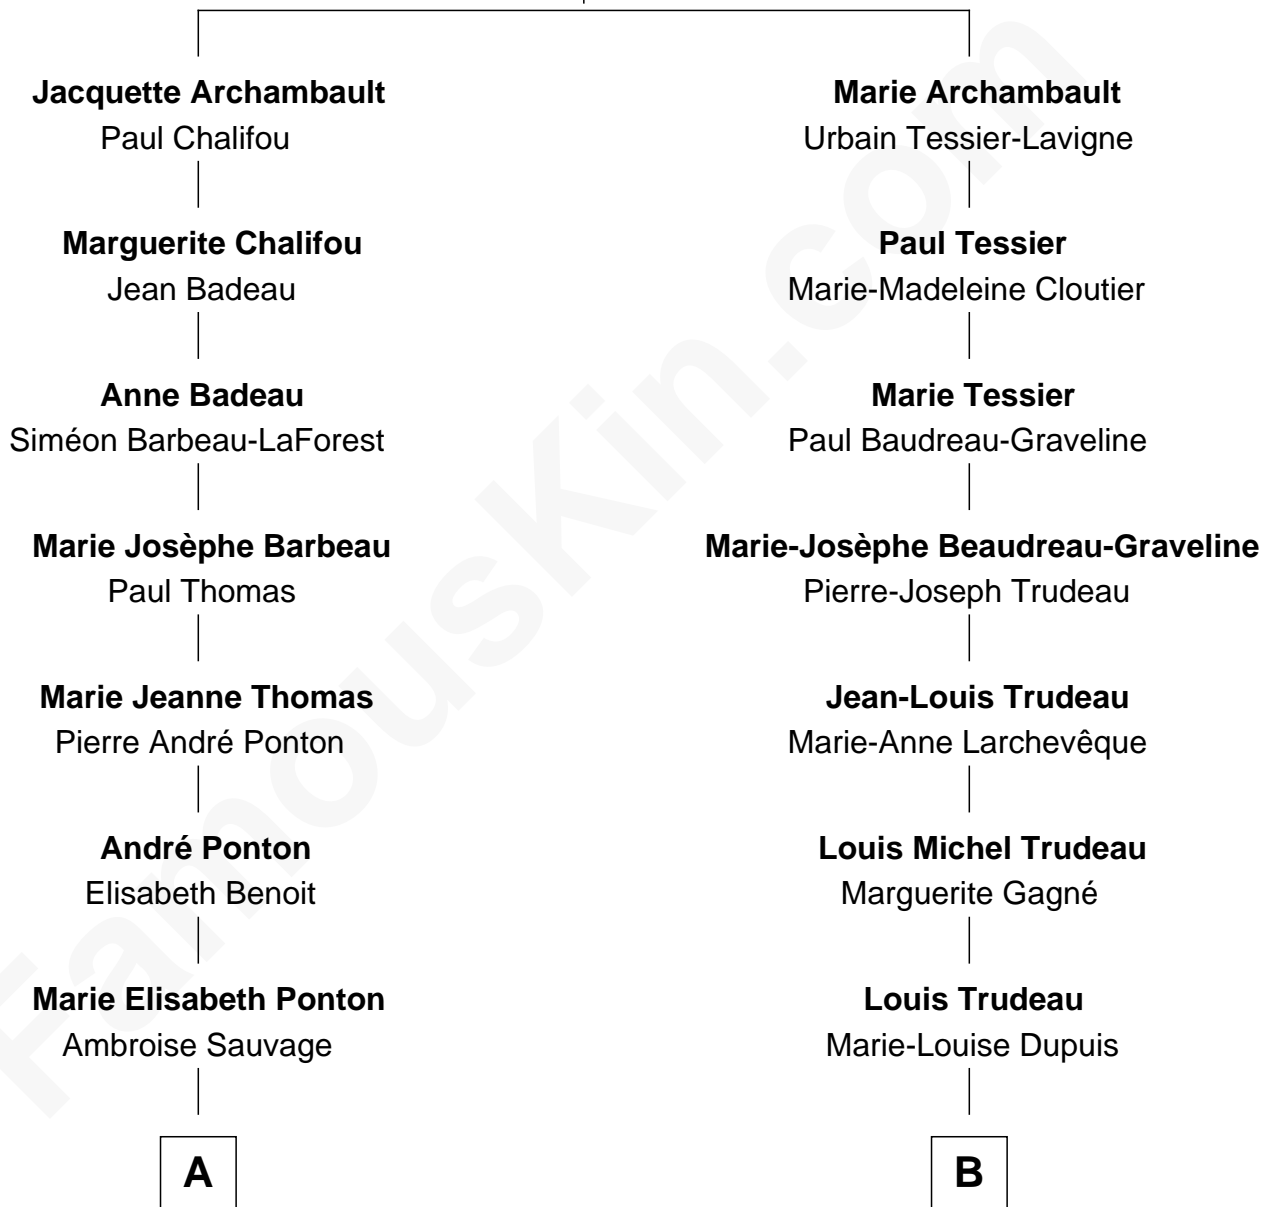 Jacquette Archambault
Paul Chalifou
Marguerite Chalifou
Jean Badeau
Anne Badeau
Siméon Barbeau-LaForest
Marie Josèphe Barbeau
Paul Thomas
Marie Jeanne Thomas
Pierre André Ponton
André Ponton
Elisabeth Benoit
Marie Elisabeth Ponton
Ambroise Sauvage
A
Marie Archambault
Urbain Tessier-Lavigne
Paul Tessier
Marie-Madeleine Cloutier
Marie Tessier
Paul Baudreau-Graveline
Marie-Josèphe Beaudreau-Graveline
Pierre-Joseph Trudeau
Jean-Louis Trudeau
Marie-Anne Larchevêque
Louis Michel Trudeau
Marguerite Gagné
Louis Trudeau
Marie-Louise Dupuis
B
FamousKin.com